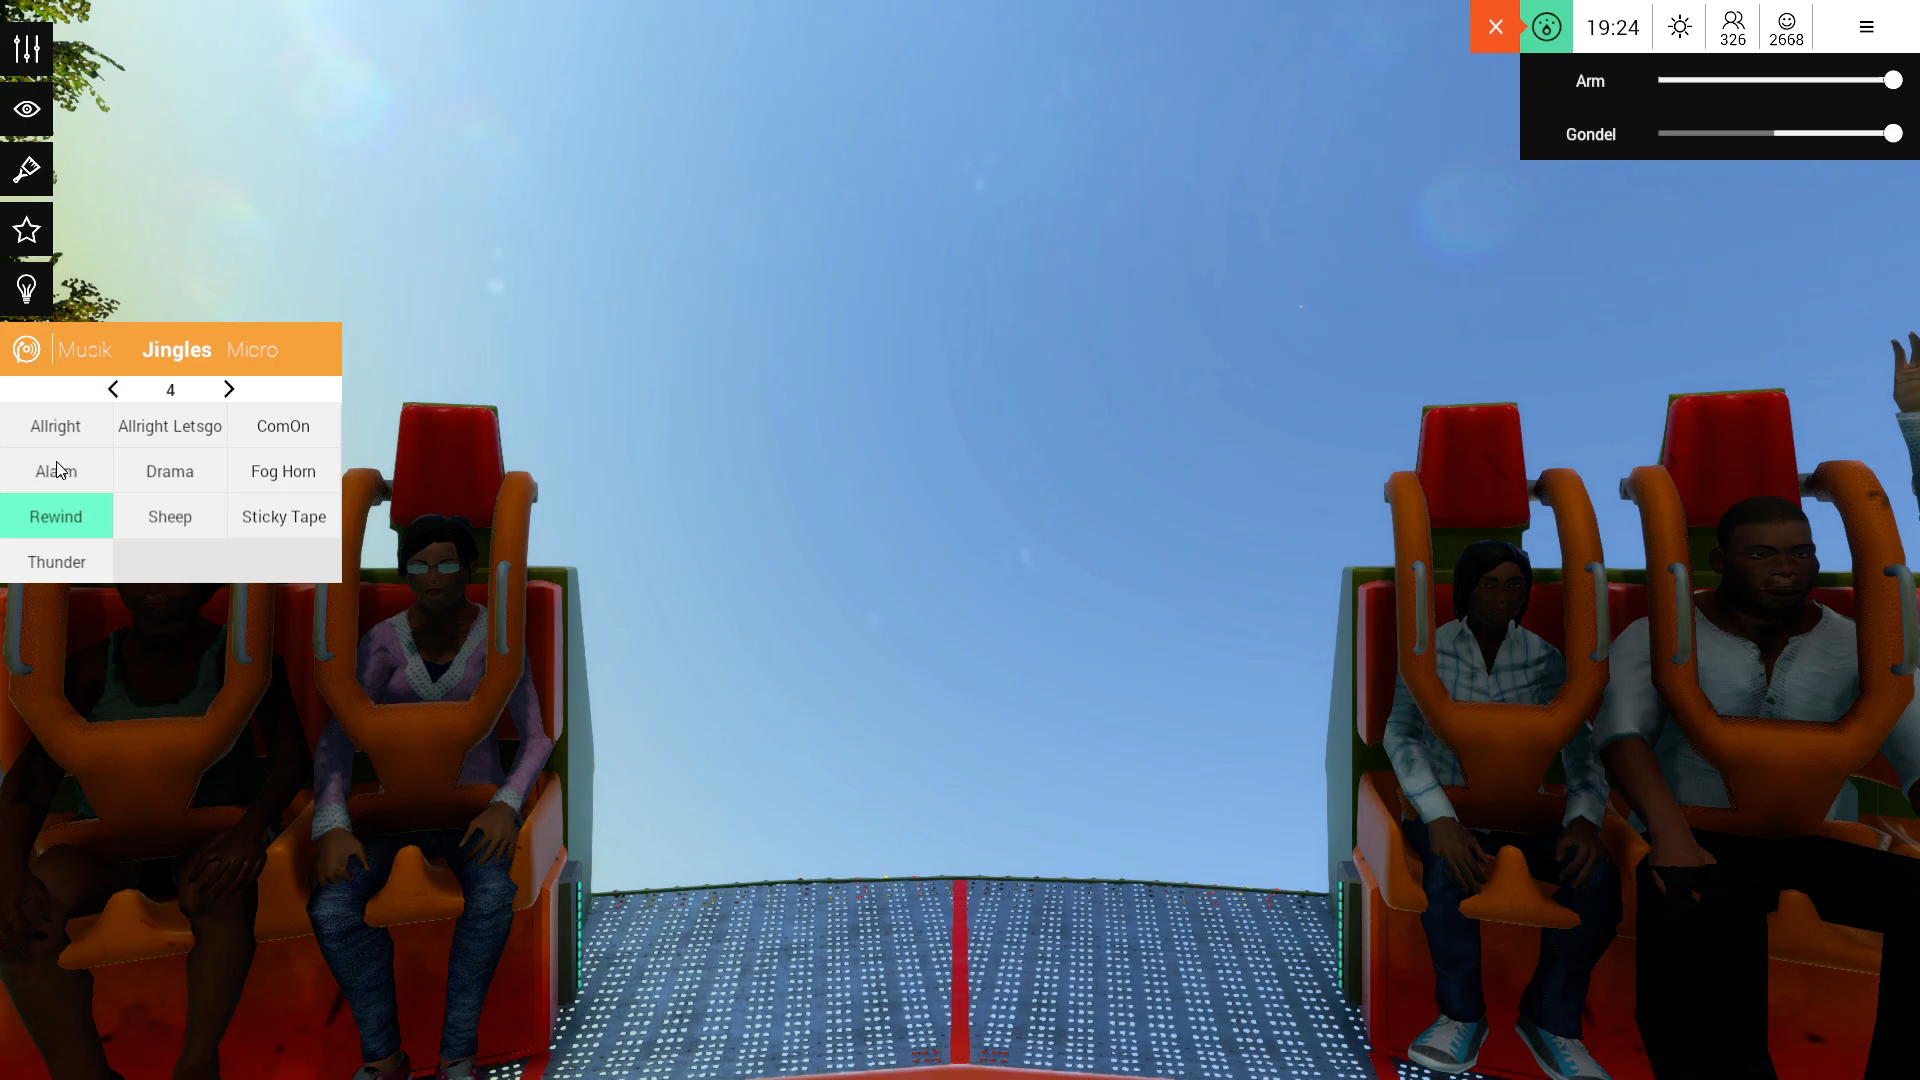 19:24
326
2668
Arm
Gondel
Musik Jingles Micro
4
Allright Allright Letsgo ComOn
Alarm Drama Fog Horn
Rewind Sheep Sticky Tape
Thunder